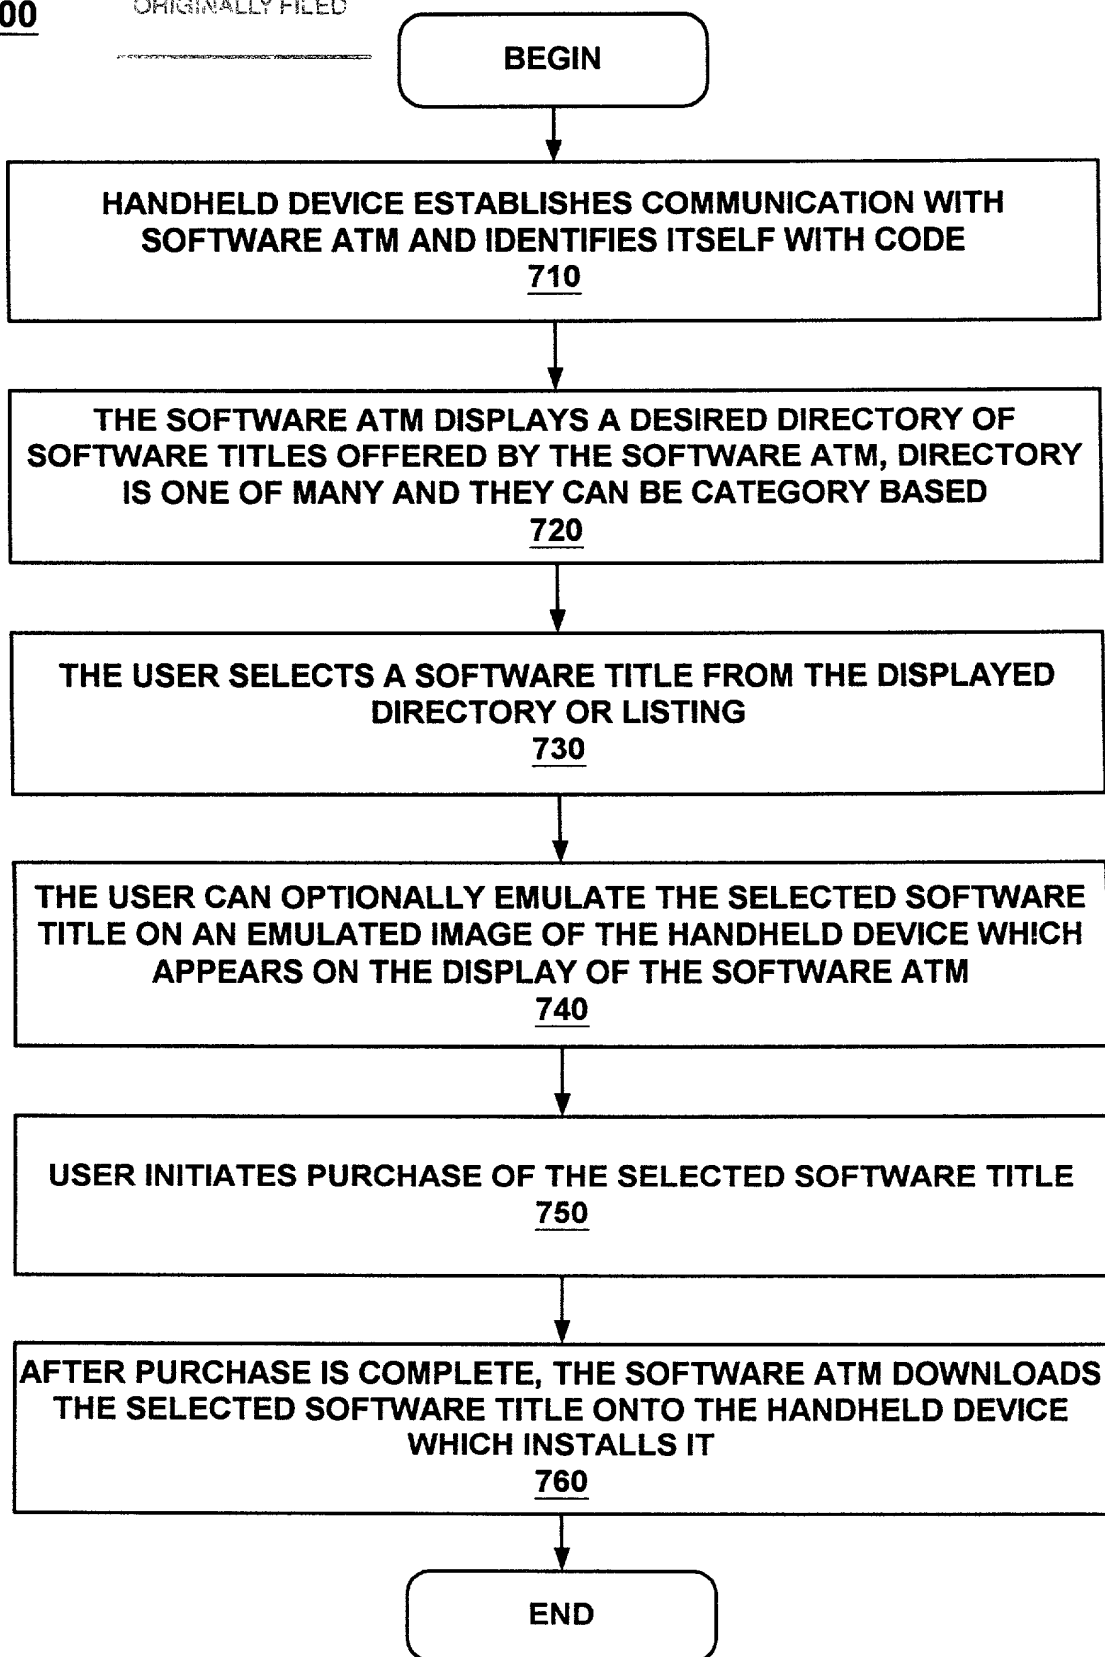 00
ORIGINALLY FILED
BEGIN
HANDHELD DEVICE ESTABLISHES COMMUNICATION WITH
SOFTWARE ATM AND IDENTIFIES ITSELF WITH CODE
710
THE SOFTWARE ATM DISPLAYS A DESIRED DIRECTORY OF
SOFTWARE TITLES OFFERED BY THE SOFTWARE ATM, DIRECTORY
IS ONE OF MANY AND THEY CAN BE CATEGORY BASED
720
THE USER SELECTS A SOFTWARE TITLE FROM THE DISPLAYED
DIRECTORY OR LISTING
730
THE USER CAN OPTIONALLY EMULATE THE SELECTED SOFTWARE
TITLE ON AN EMULATED IMAGE OF THE HANDHELD DEVICE WHICH
APPEARS ON THE DISPLAY OF THE SOFTWARE ATM
740
USER INITIATES PURCHASE OF THE SELECTED SOFTWARE TITLE
750
AFTER PURCHASE IS COMPLETE, THE SOFTWARE ATM DOWNLOADS
THE SELECTED SOFTWARE TITLE ONTO THE HANDHELD DEVICE
WHICH INSTALLS IT
760
END